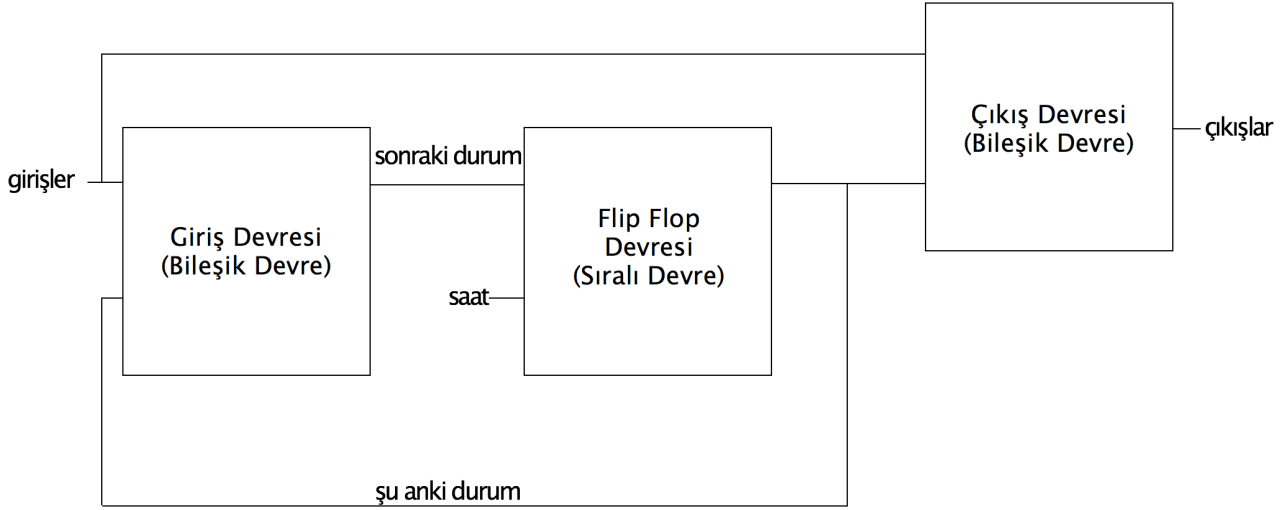 Çıkış Devresi
(Bileşik Devre)
çıkışlar
sonraki durum
girişler
Giriş Devresi
(Bileşik Devre)
Flip Flop
Devresi
(Sıralı Devre)
saat
şu anki durum